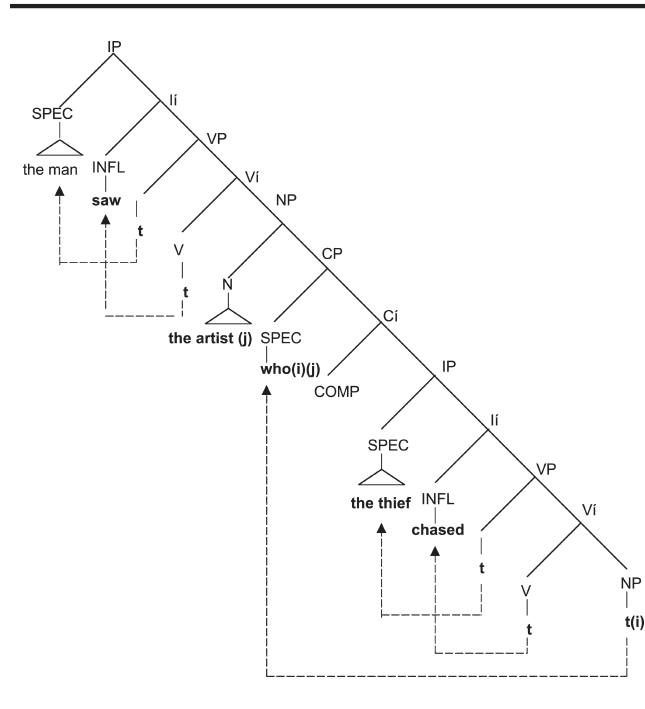 IP
SPEC Ií
the man INFL VP
saw Ví
t NP
V
t N CP
the artist (j) SPEC Cí
who(i)(j)
COMP IP
SPEC Ií
the thief INFL VP
chased Ví
t
V NP
t t(i)